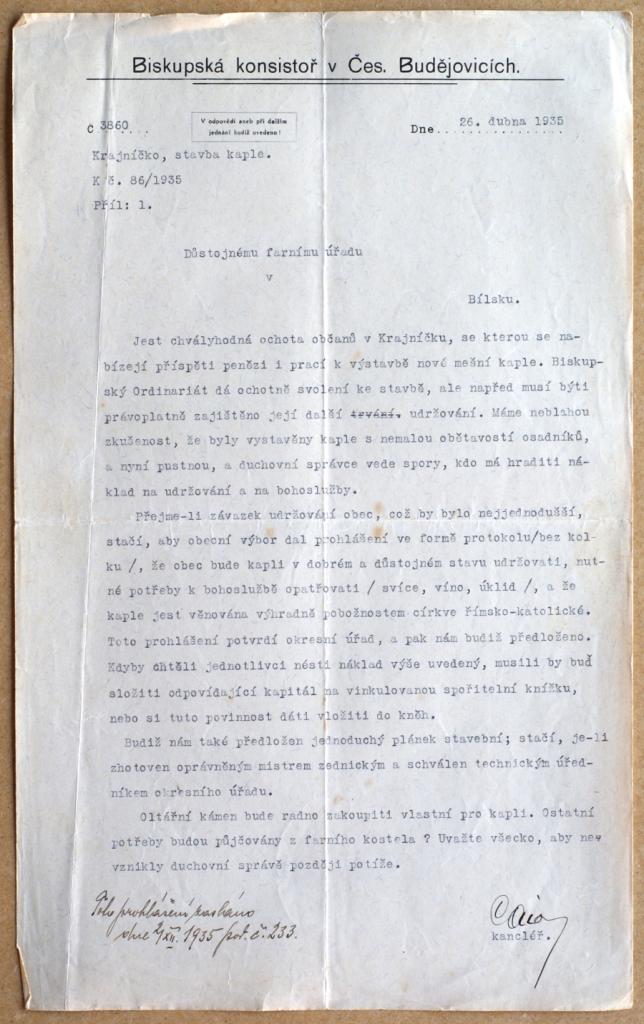 Biskupská konsistoř v Čes. Budějovicích.
Č 3860....
V odpovědi aneb při dalším
jednání budiž uvedeno!
Dne 26. dubna 1935
Krajníčko, stavba kaple.
K č. 86/1935
Příl: 1.
Důstojnému farnímu úřadu
v
Bílsku.
Jest chvályhodná ochota občanů v Krajníčku, se kterou se na-
bízejí přispěti penězi i prací k výstavbě nové mešní kaple. Biskup-
ský Ordinariát dá ochotně svolení ke stavbě, ale napřed musí býti
právoplatně zajištěno její další trvání, udržování. Máme neblahou
zkušenost, že byly vystavěny kaple s nemalou obětavostí osadníků,
a nyní pustnou, a duchovní správce vede spory, kdo má hraditi ná-
klad na udržování a na bohoslužby.
Přejme-li závazek udržování obec, což by bylo nejjednodušší,
stačí, aby obecní výbor dal prohlášení ve formě protokolu/bez kol-
ku /, že obec bude kapli v dobrém a důstojném stavu udržovati, nut-
né potřeby k bohoslužbě opatřovati / svíce, víno, úklid /, a že
kaple jest věnována výhradně pobožnostem církve římsko-katolické.
Toto prohlášení potvrdí okresní úřad, a pak nám budiž předloženo.
Kdyby chtěli jednotlivci nésti náklad výše uvedený, musili by buď
složiti odpovídající kapitál na vinkulovanou spořitelní knížku,
nebo si tuto povinnost dáti vložiti do kněh.
Budiž nám také předložen jednoduchý plánek stavební; stačí, je-li
zhotoven oprávněným mistrem zednickým a schválen technickým úřed-
níkem okresního úřadu.
Oltářní kámen bude radno zakoupiti vlastní pro kapli. Ostatní
potřeby budou půjčovány z farního kostela ? Uvažte všecko, aby ne
vznikly duchovní správě později potíže.
Toto prohlášení zasláno
dne XII. 1935 pod. č. 233.
kancléř.